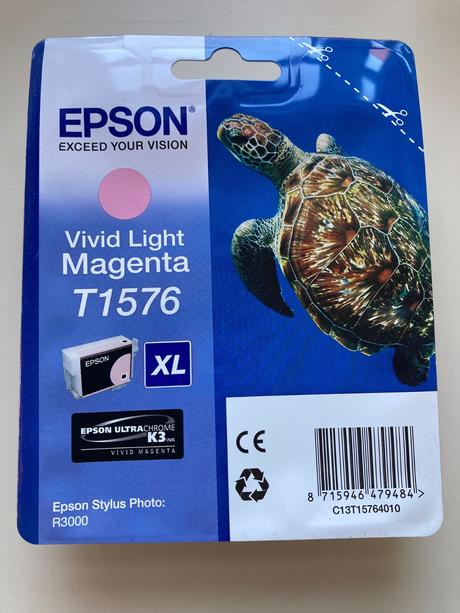 EPSON®
EXCEED YOUR VISION
Vivid Light
Magenta
T1576
EPSON
XL
EPSON ULTRACHROME
K3 INK
VIVID MAGENTA
Epson Stylus Photo:
R3000
CE
8 715946 479484 >
C13T15764010